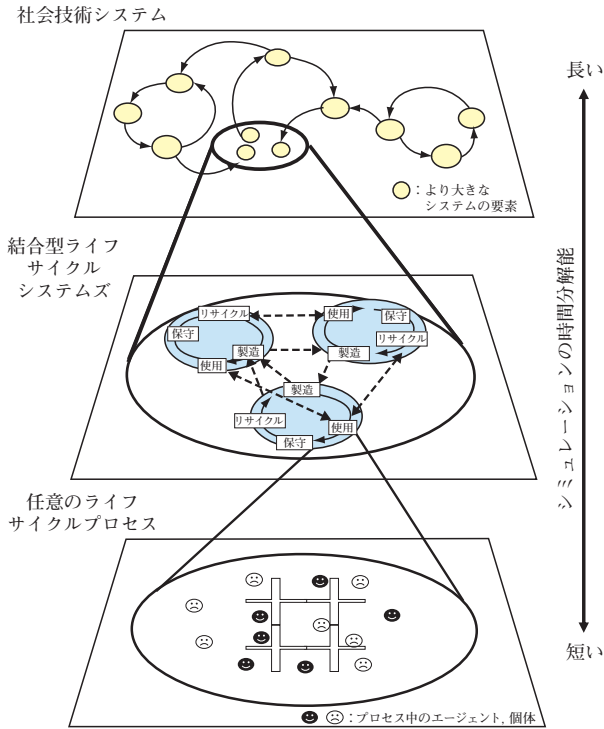 社会技術システム
長い
：より大きな
システムの要素
結合型ライフ
サイクル
システムズ
リサイクル
使用
保守
保守
リサイクル
製造
製造
使用
製造
リサイクル
使用
保守
シミュレーションの時間分解能
任意のライフ
サイクルプロセス
短い
：プロセス中のエージェント, 個体